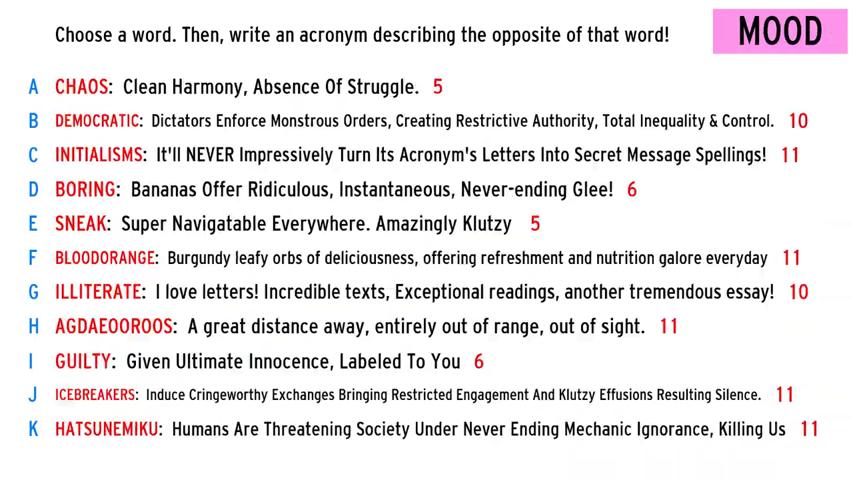 Choose a word. Then, write an acronym describing the opposite of that word!
MOOD
A CHAOS: Clean Harmony, Absence Of Struggle. 5
B DEMOCRATIC: Dictators Enforce Monstrous Orders, Creating Restrictive Authority, Total Inequality & Control. 10
C INITIALISMS: It'll NEVER Impressively Turn Its Acronym's Letters Into Secret Message Spellings! 11
D BORING: Bananas Offer Ridiculous, Instantaneous, Never-ending Glee! 6
E SNEAK: Super Navigatable Everywhere. Amazingly Klutzy 5
F BLOODORANGE: Burgundy leafy orbs of deliciousness, offering refreshment and nutrition galore everyday 11
G ILLITERATE: I love letters! Incredible texts, Exceptional readings, another tremendous essay! 10
H AGDAEOOROOS: A great distance away, entirely out of range, out of sight. 11
I GUILTY: Given Ultimate Innocence, Labeled To You 6
J ICEBREAKERS: Induce Cringeworthy Exchanges Bringing Restricted Engagement And Klutzy Effusions Resulting Silence. 11
K HATSUNEMIKU: Humans Are Threatening Society Under Never Ending Mechanic Ignorance, Killing Us 11